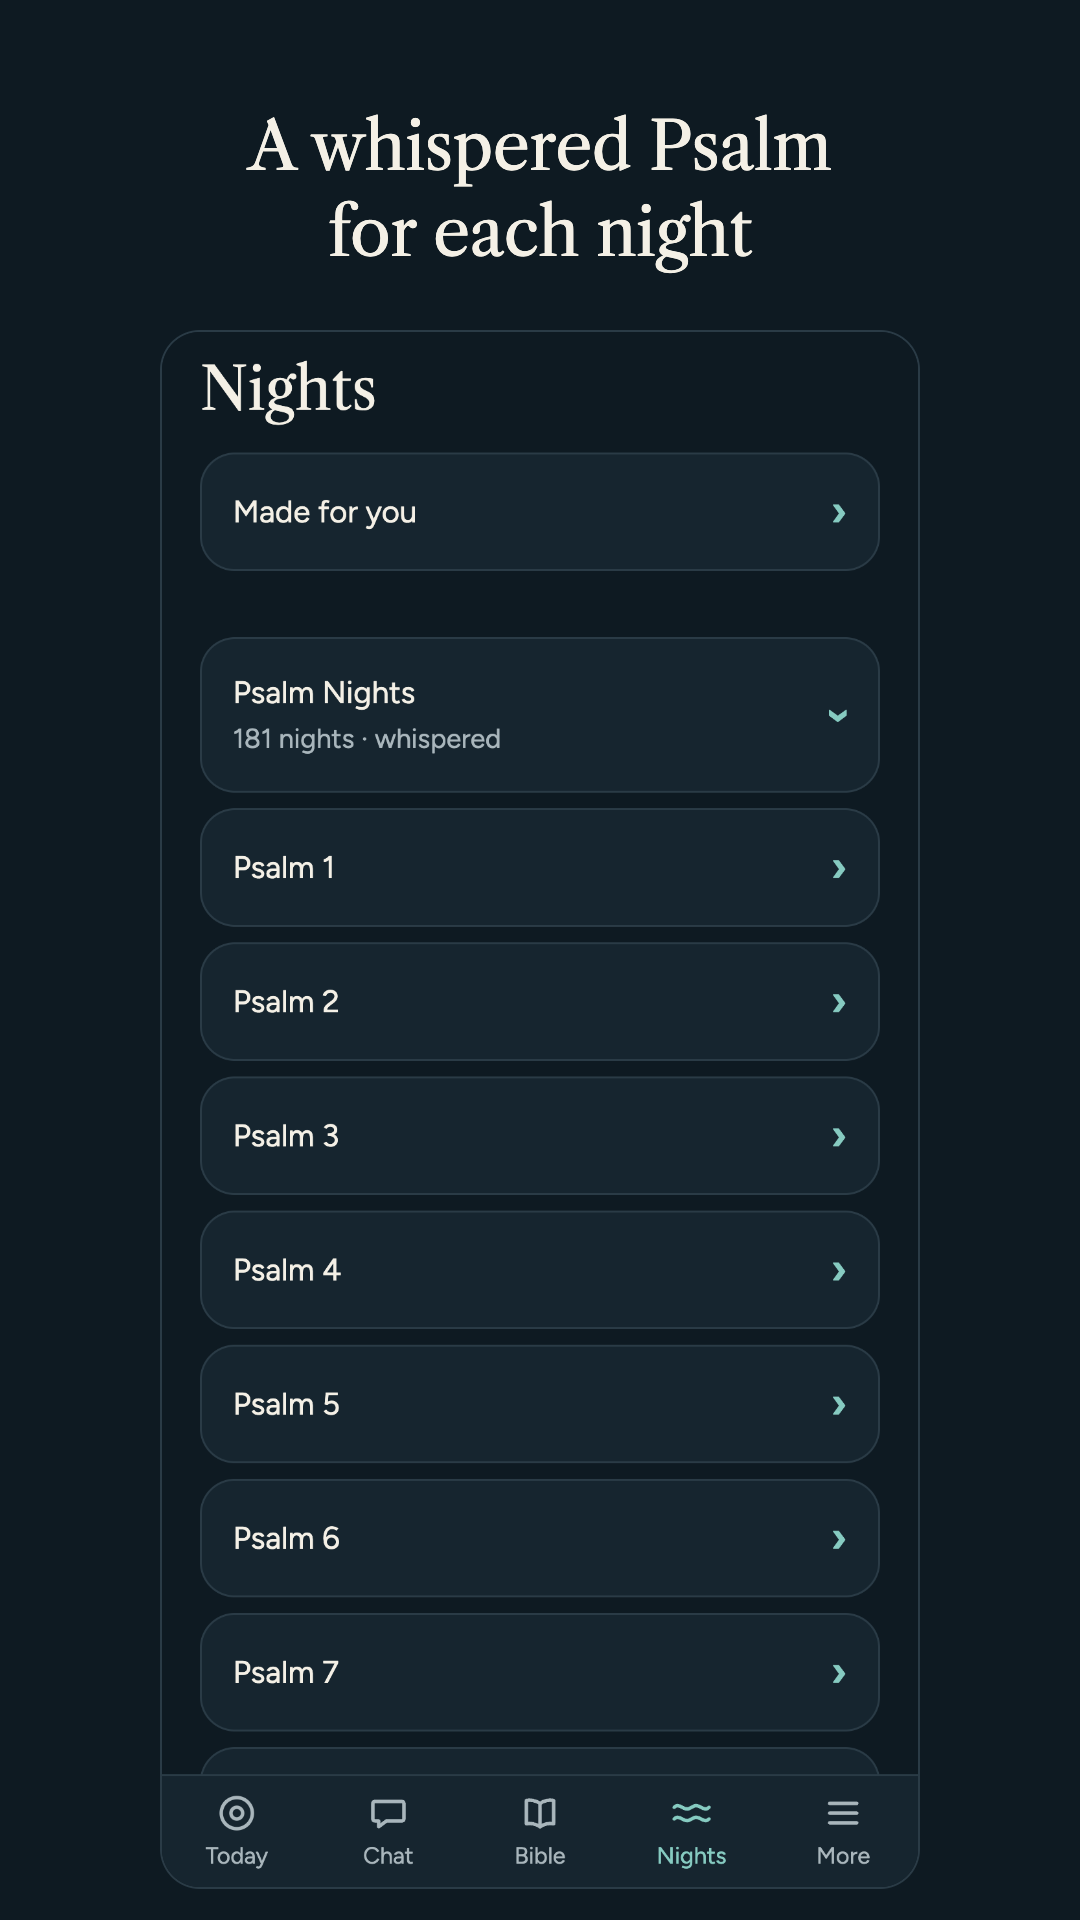 A whispered Psalm
for each night
Nights
Made for you
Psalm Nights
181 nights · whispered
Psalm 1
Psalm 2
Psalm 3
Psalm 4
Psalm 5
Psalm 6
Psalm 7
Today
Chat
Bible
Nights
More